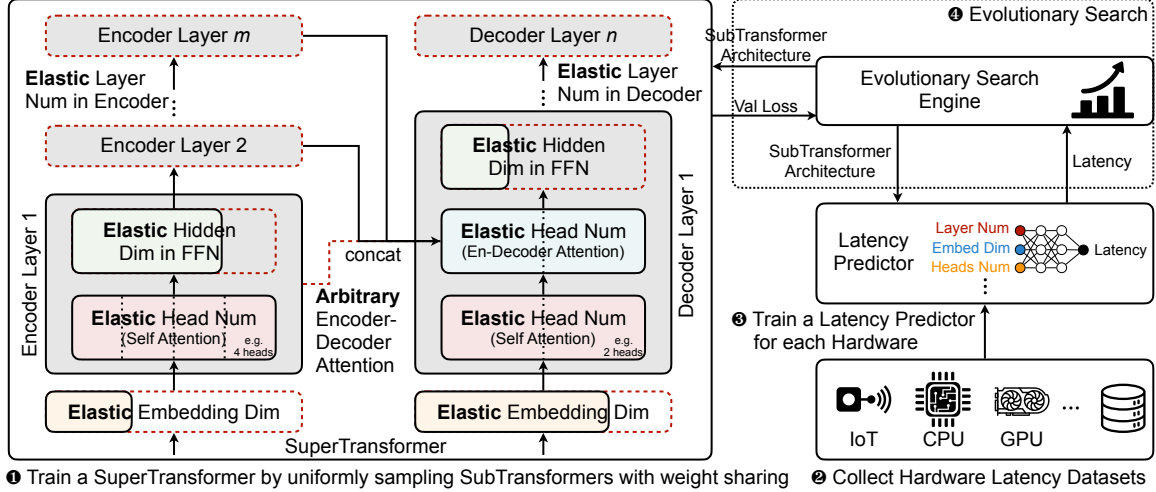 Encoder Layer m
Elastic Layer
Num in Encoder
Encoder Layer 2
Encoder Layer 1
Elastic Hidden
Dim in FFN
Elastic Head Num
(Self Attention)
e.g.
4 heads
Elastic Embedding Dim
concat
Arbitrary
Encoder-
Decoder
Attention
Decoder Layer n
Elastic Layer
Num in Decoder
Decoder Layer 1
Elastic Hidden
Dim in FFN
Elastic Head Num
(En-Decoder Attention)
Elastic Head Num
(Self Attention)
e.g.
2 heads
Elastic Embedding Dim
SuperTransformer
❶ Train a SuperTransformer by uniformly sampling SubTransformers with weight sharing
❹ Evolutionary Search
SubTransformer
Architecture
Val Loss
Evolutionary Search
Engine
SubTransformer
Architecture
Latency
Latency
Predictor
Layer Num
Embed Dim
Heads Num
...
Latency
❸ Train a Latency Predictor
for each Hardware
IoT
CPU
GPU
...
❷ Collect Hardware Latency Datasets